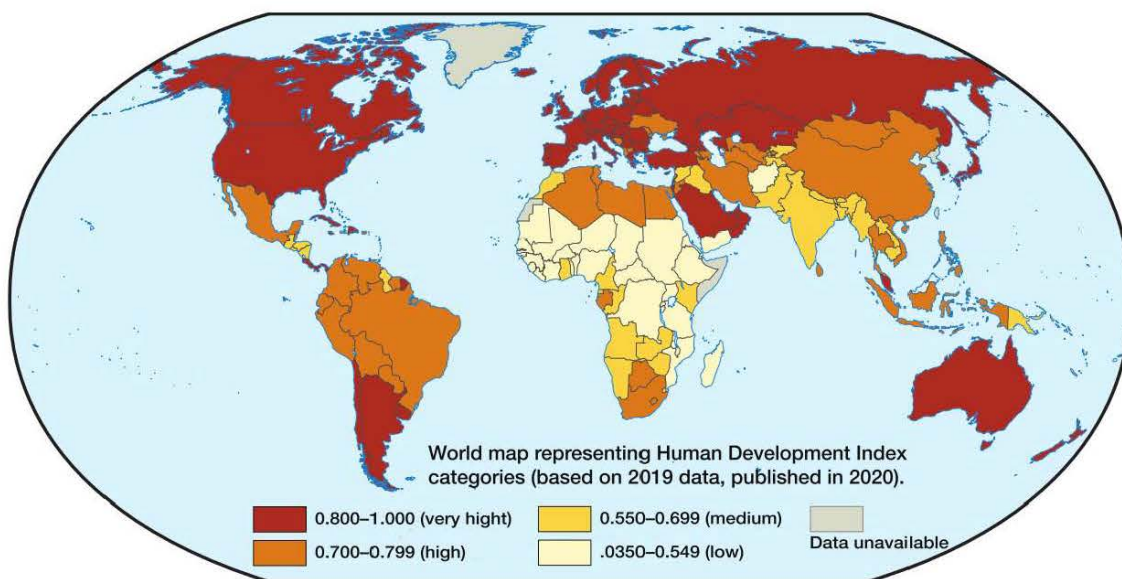 World map representing Human Development Index
categories (based on 2019 data, published in 2020).
0.800–1.000 (very hight)
0.550–0.699 (medium)
0.700–0.799 (high)
.0350–0.549 (low)
Data unavailable